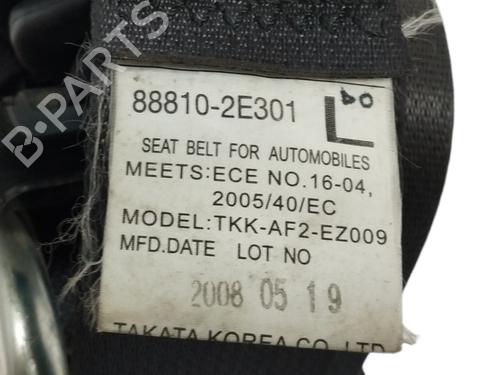 B-PARTS
88810-2E301
L
SEAT BELT FOR AUTOMOBILES
MEETS:ECE NO.16-04,
2005/40/EC
MODEL:TKK-AF2-EZ009
MFD.DATE LOT NO
2008 05 19
TAKATA KOREA CO.,LTD.